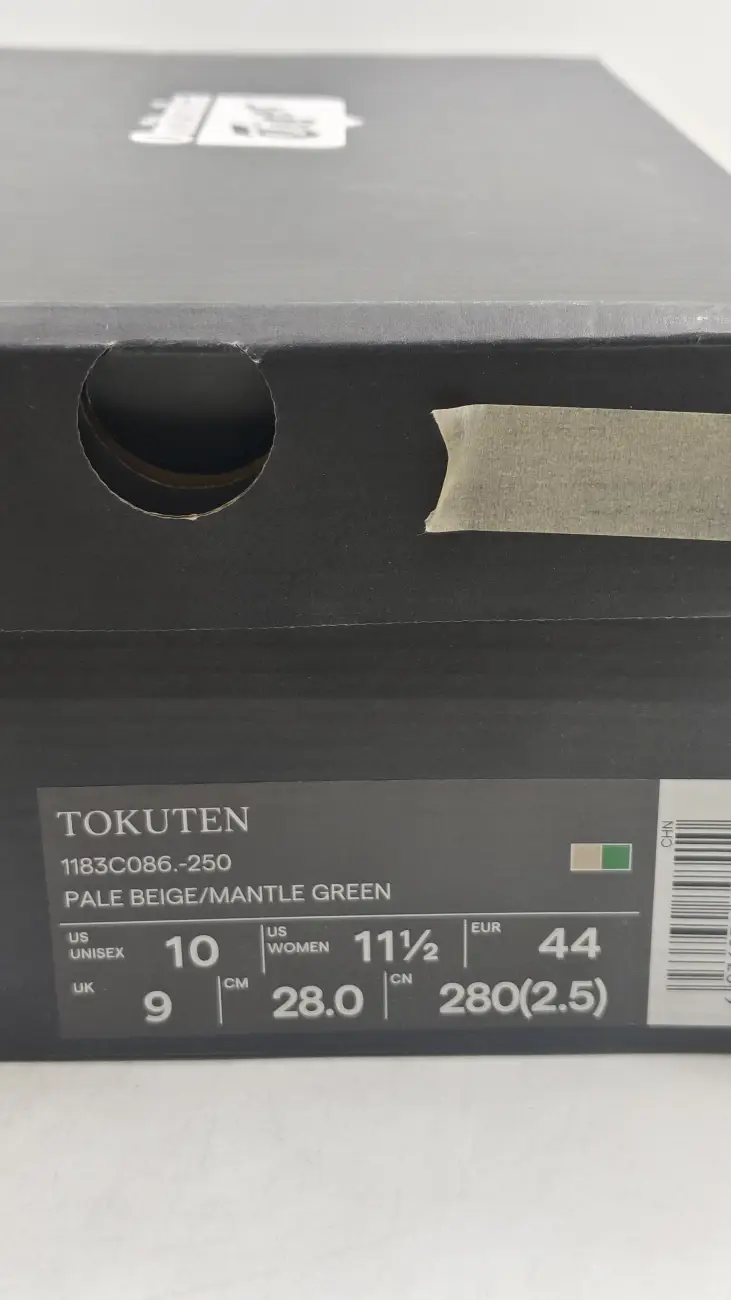 TOKUTEN
1183C086.-250
PALE BEIGE/MANTLE GREEN
US UNISEX 10 US WOMEN 11½ EUR 44
UK 9 CM 28.0 CN 280(2.5)
CHN